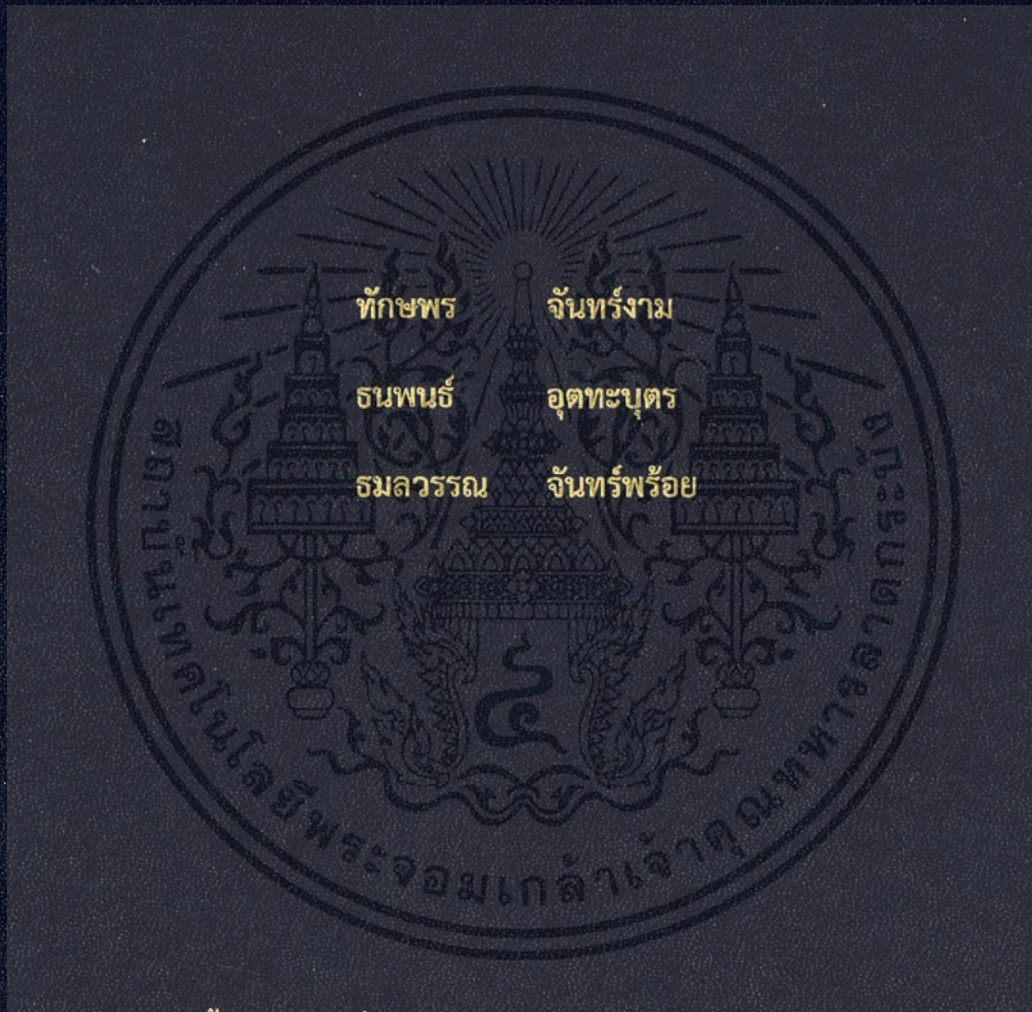 ทักษพร จันทร์งาม
ธนพนธ์ อุตทะบุตร
ธมลวรรณ จันทร์พร้อย
สถาบันเทคโนโลยีพระจอมเกล้าเจ้าคุณทหารลาดกระบัง